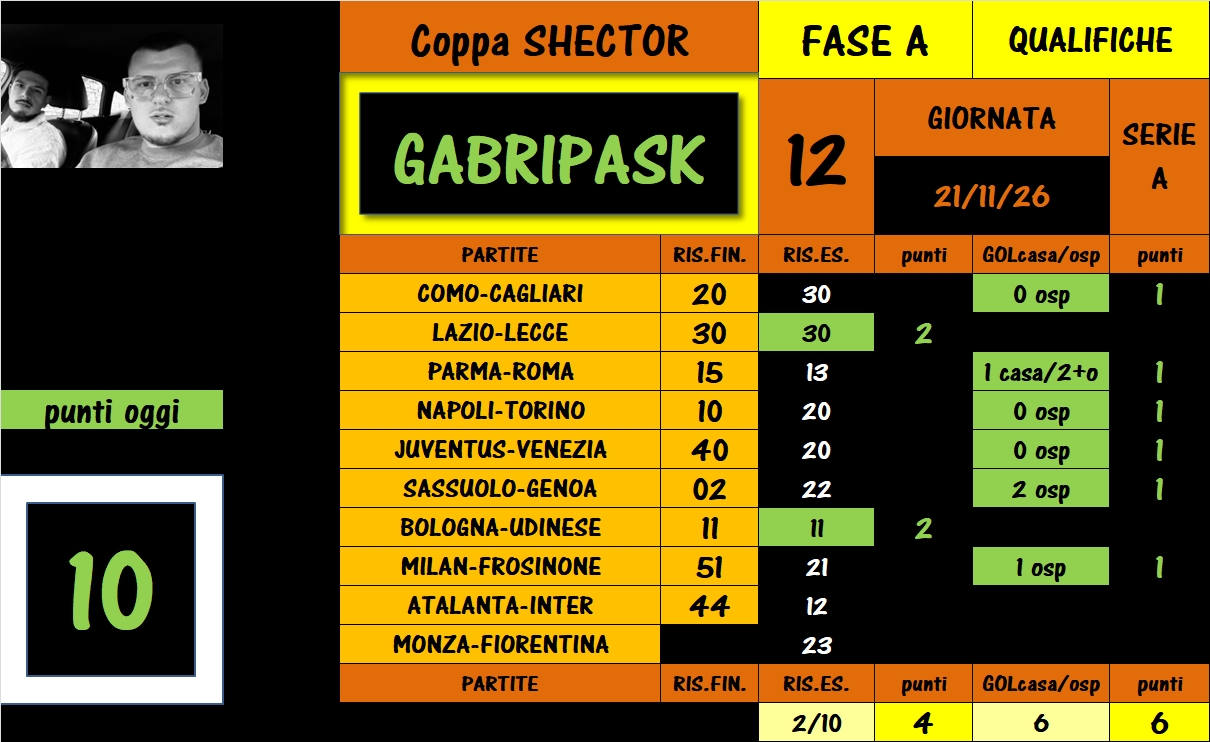 Coppa SHECTOR FASE A QUALIFICHE
GABRIPASK 12 GIORNATA SERIE A
21/11/26
PARTITE RIS.FIN. RIS.ES. punti GOLcasa/osp punti
COMO-CAGLIARI 20 30 0 osp 1
LAZIO-LECCE 30 30 2
PARMA-ROMA 15 13 1 casa/2+o 1
punti oggi
NAPOLI-TORINO 10 20 0 osp 1
JUVENTUS-VENEZIA 40 20 0 osp 1
SASSUOLO-GENOA 02 22 2 osp 1
BOLOGNA-UDINESE 11 11 2
10
MILAN-FROSINONE 51 21 1 osp 1
ATALANTA-INTER 44 12
MONZA-FIORENTINA 23
PARTITE RIS.FIN. RIS.ES. punti GOLcasa/osp punti
2/10 4 6 6